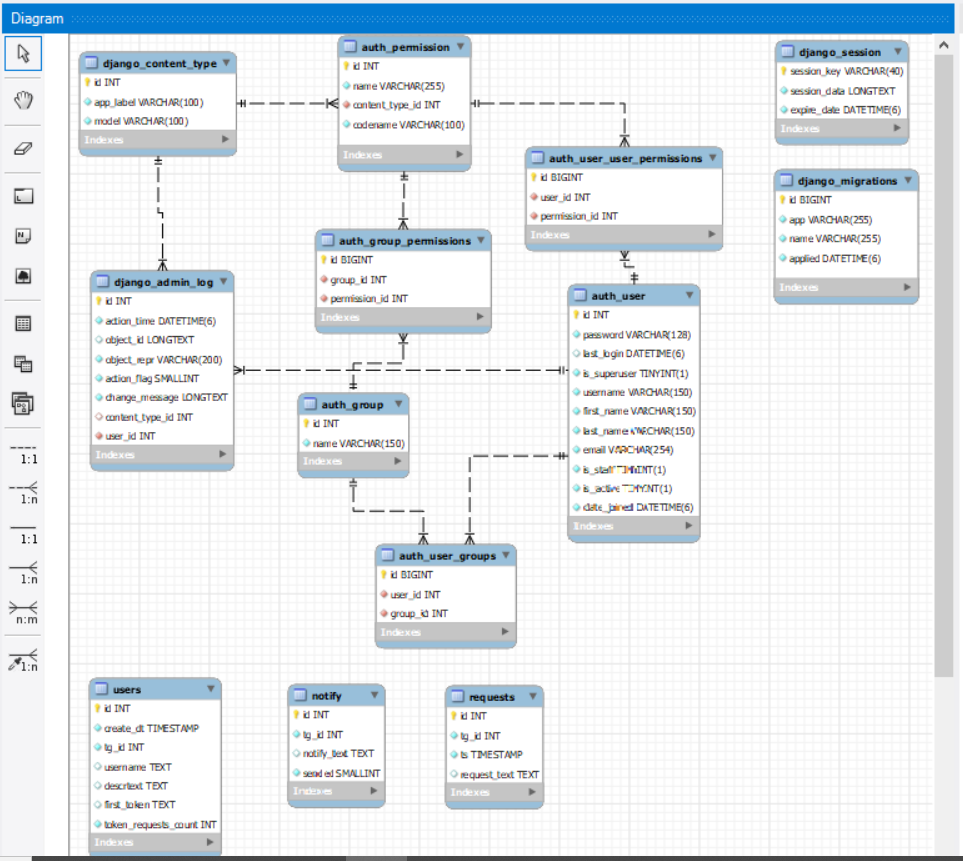 Diagram
django_content_type
id INT
app_label VARCHAR(100)
model VARCHAR(100)
Indexes
auth_permission
id INT
name VARCHAR(255)
content_type_id INT
codename VARCHAR(100)
Indexes
django_session
session_key VARCHAR(40)
session_data LONGTEXT
expire_date DATETIME(6)
Indexes
auth_user_user_permissions
id BIGINT
user_id INT
permission_id INT
Indexes
django_migrations
id BIGINT
app VARCHAR(255)
name VARCHAR(255)
applied DATETIME(6)
Indexes
auth_group_permissions
id BIGINT
group_id INT
permission_id INT
Indexes
django_admin_log
id INT
action_time DATETIME(6)
object_id LONGTEXT
object_repr VARCHAR(200)
action_flag SMALLINT
change_message LONGTEXT
content_type_id INT
user_id INT
Indexes
auth_user
id INT
password VARCHAR(128)
last_login DATETIME(6)
is_superuser TINYINT(1)
username VARCHAR(150)
first_name VARCHAR(150)
last_name VARCHAR(150)
email VARCHAR(254)
is_staff TINYINT(1)
is_active TINYINT(1)
date_joined DATETIME(6)
Indexes
auth_group
id INT
name VARCHAR(150)
Indexes
auth_user_groups
id BIGINT
user_id INT
group_id INT
Indexes
users
id INT
create_dt TIMESTAMP
tg_id INT
username TEXT
descrtext TEXT
first_token TEXT
token_requests_count INT
Indexes
notify
id INT
tg_id INT
notify_text TEXT
sended SMALLINT
Indexes
requests
id INT
tg_id INT
ts TIMESTAMP
request_text TEXT
Indexes
1:1
1:n
1:1
1:n
n:m
1:n